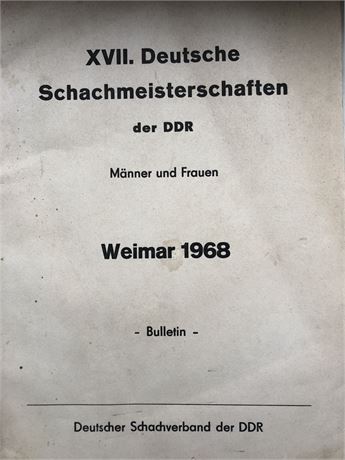 XVII. Deutsche
Schachmeisterschaften
der DDR
Männer und Frauen
Weimar 1968
- Bulletin -
Deutscher Schachverband der DDR